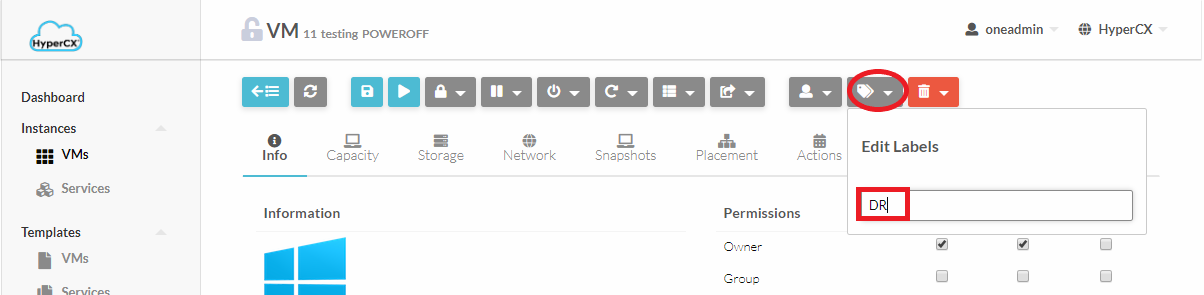 HyperCX
VM 11 testing POWEROFF
oneadmin
HyperCX
Dashboard
Instances
VMs
Services
Templates
VMs
Services
Info
Capacity
Storage
Network
Snapshots
Placement
Actions
Edit Labels
DR
Information
Permissions
Owner
Group